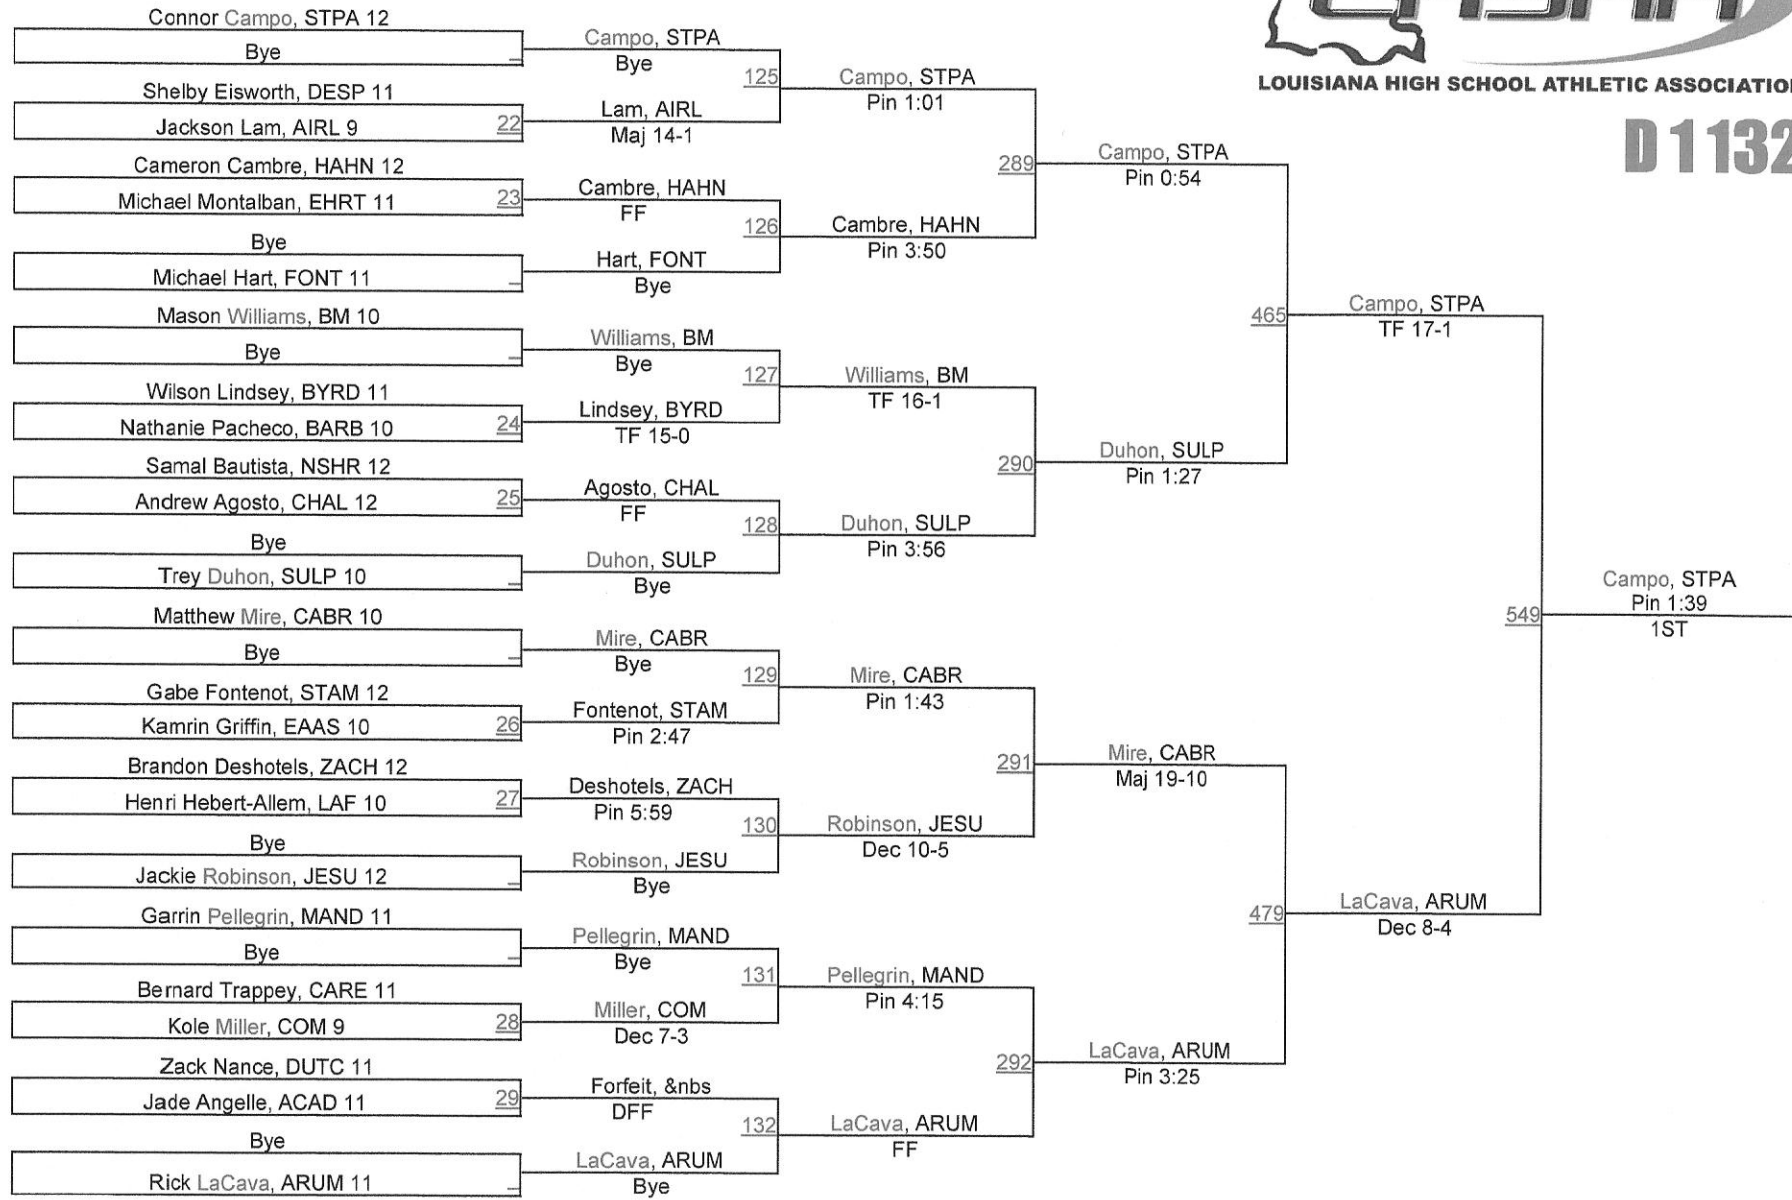 LOUISIANA HIGH SCHOOL ATHLETIC ASSOCIATION
D 1 132
Connor Campo, STPA 12
Bye
Shelby Eisworth, DESP 11
Jackson Lam, AIRL 9
22
Cameron Cambre, HAHN 12
Michael Montalban, EHRT 11
23
Bye
Michael Hart, FONT 11
Mason Williams, BM 10
Bye
Wilson Lindsey, BYRD 11
Nathanie Pacheco, BARB 10
24
Samal Bautista, NSHR 12
Andrew Agosto, CHAL 12
25
Bye
Trey Duhon, SULP 10
Matthew Mire, CABR 10
Bye
Gabe Fontenot, STAM 12
Kamrin Griffin, EAAS 10
26
Brandon Deshotels, ZACH 12
Henri Hebert-Allem, LAF 10
27
Bye
Jackie Robinson, JESU 12
Garrin Pellegrin, MAND 11
Bye
Bernard Trappey, CARE 11
Kole Miller, COM 9
28
Zack Nance, DUTC 11
Jade Angelle, ACAD 11
29
Bye
Rick LaCava, ARUM 11
Campo, STPA
Bye
125
Lam, AIRL
Maj 14-1
Cambre, HAHN
FF
126
Hart, FONT
Bye
Williams, BM
Bye
127
Lindsey, BYRD
TF 15-0
Agosto, CHAL
FF
128
Duhon, SULP
Bye
Mire, CABR
Bye
129
Fontenot, STAM
Pin 2:47
Deshotels, ZACH
Pin 5:59
130
Robinson, JESU
Bye
Pellegrin, MAND
Bye
131
Miller, COM
Dec 7-3
Forfeit, &nbs
DFF
132
LaCava, ARUM
Bye
Campo, STPA
Pin 1:01
289
Cambre, HAHN
Pin 3:50
Williams, BM
TF 16-1
290
Duhon, SULP
Pin 3:56
Mire, CABR
Pin 1:43
291
Robinson, JESU
Dec 10-5
Pellegrin, MAND
Pin 4:15
292
LaCava, ARUM
FF
Campo, STPA
Pin 0:54
465
Duhon, SULP
Pin 1:27
Mire, CABR
Maj 19-10
479
LaCava, ARUM
Pin 3:25
Campo, STPA
TF 17-1
549
LaCava, ARUM
Dec 8-4
Campo, STPA
Pin 1:39
1ST